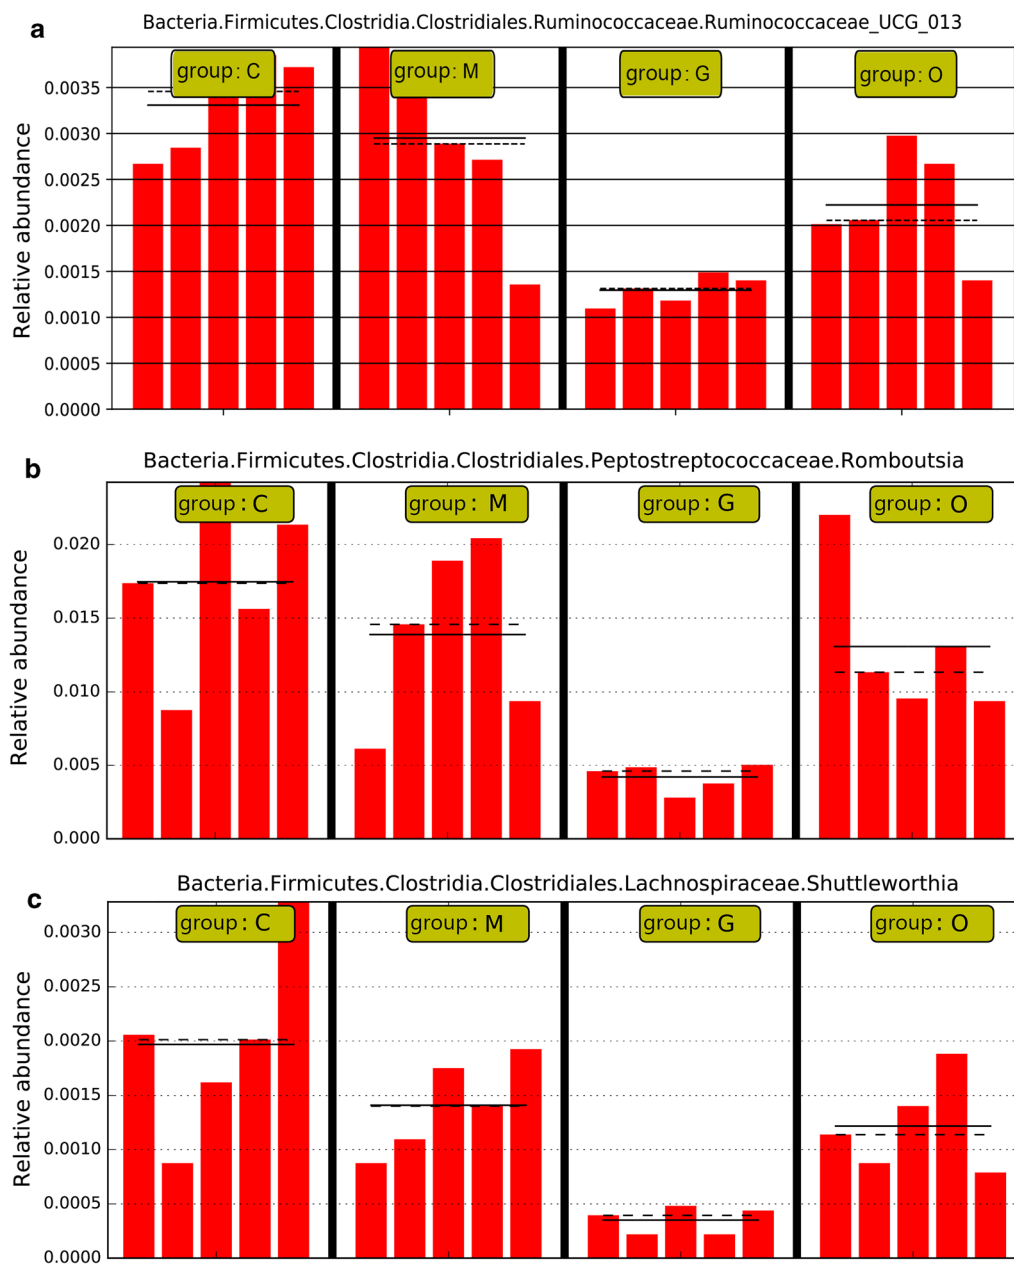 a
Bacteria.Firmicutes.Clostridia.Clostridiales.Ruminococcaceae.Ruminococcaceae_UCG_013
group: C
group: M
group: G
group: O
Relative abundance
0.0035
0.0030
0.0025
0.0020
0.0015
0.0010
0.0005
0.0000
b
Bacteria.Firmicutes.Clostridia.Clostridiales.Peptostreptococcaceae.Romboutsia
group: C
group: M
group: G
group: O
Relative abundance
0.020
0.015
0.010
0.005
0.000
c
Bacteria.Firmicutes.Clostridia.Clostridiales.Lachnospiraceae.Shuttleworthia
group: C
group: M
group: G
group: O
Relative abundance
0.0030
0.0025
0.0020
0.0015
0.0010
0.0005
0.0000